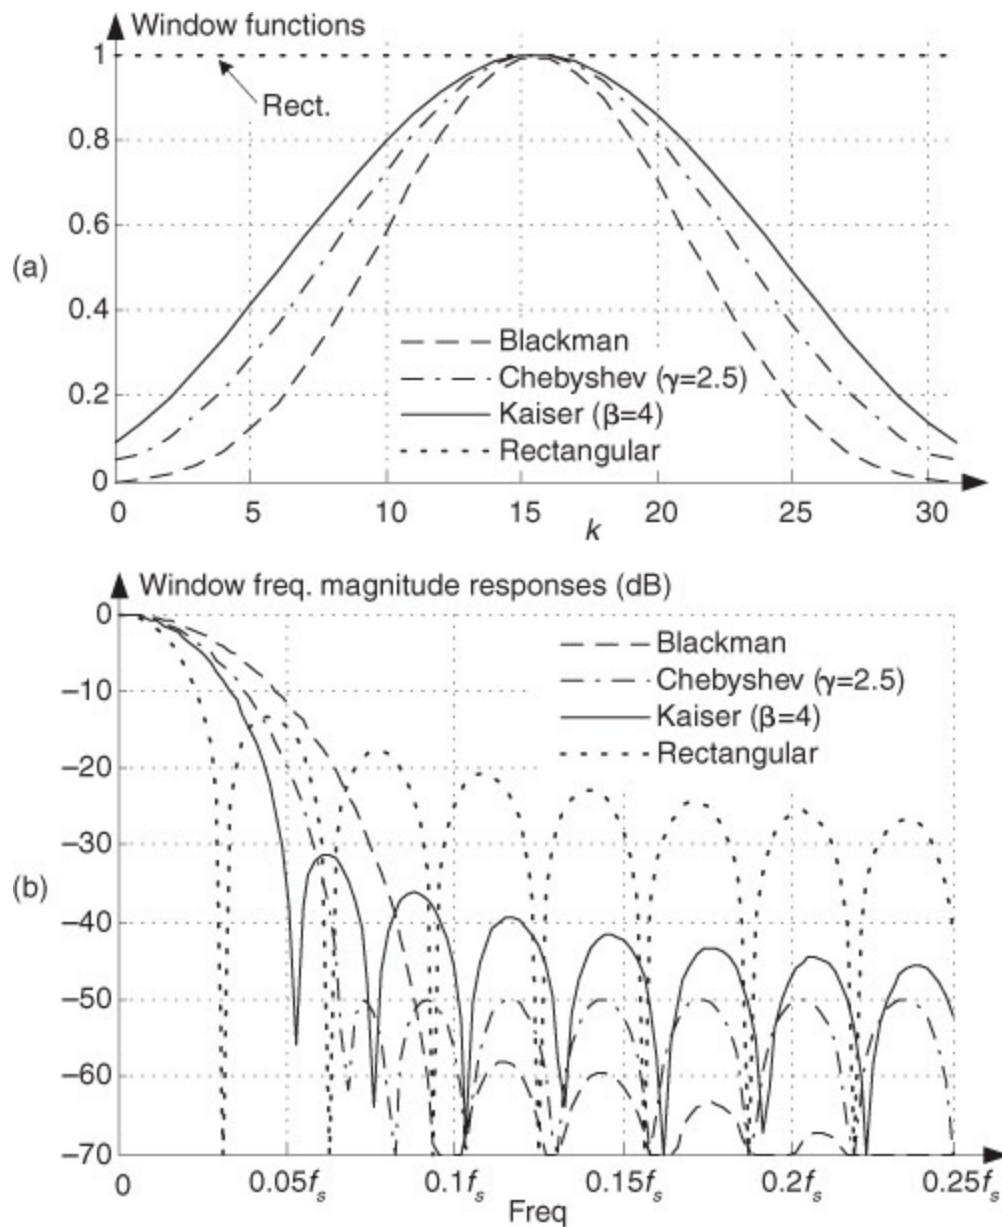 Window functions
1
Rect.
0.8
0.6
(a)
0.4
Blackman
Chebyshev (γ=2.5)
0.2
Kaiser (β=4)
Rectangular
0
0 5 10 15 20 25 30
k
Window freq. magnitude responses (dB)
0
Blackman
Chebyshev (γ=2.5)
–10
Kaiser (β=4)
Rectangular
–20
–30
(b)
–40
–50
–60
–70
0 0.05fs 0.1fs 0.15fs 0.2fs 0.25fs
Freq